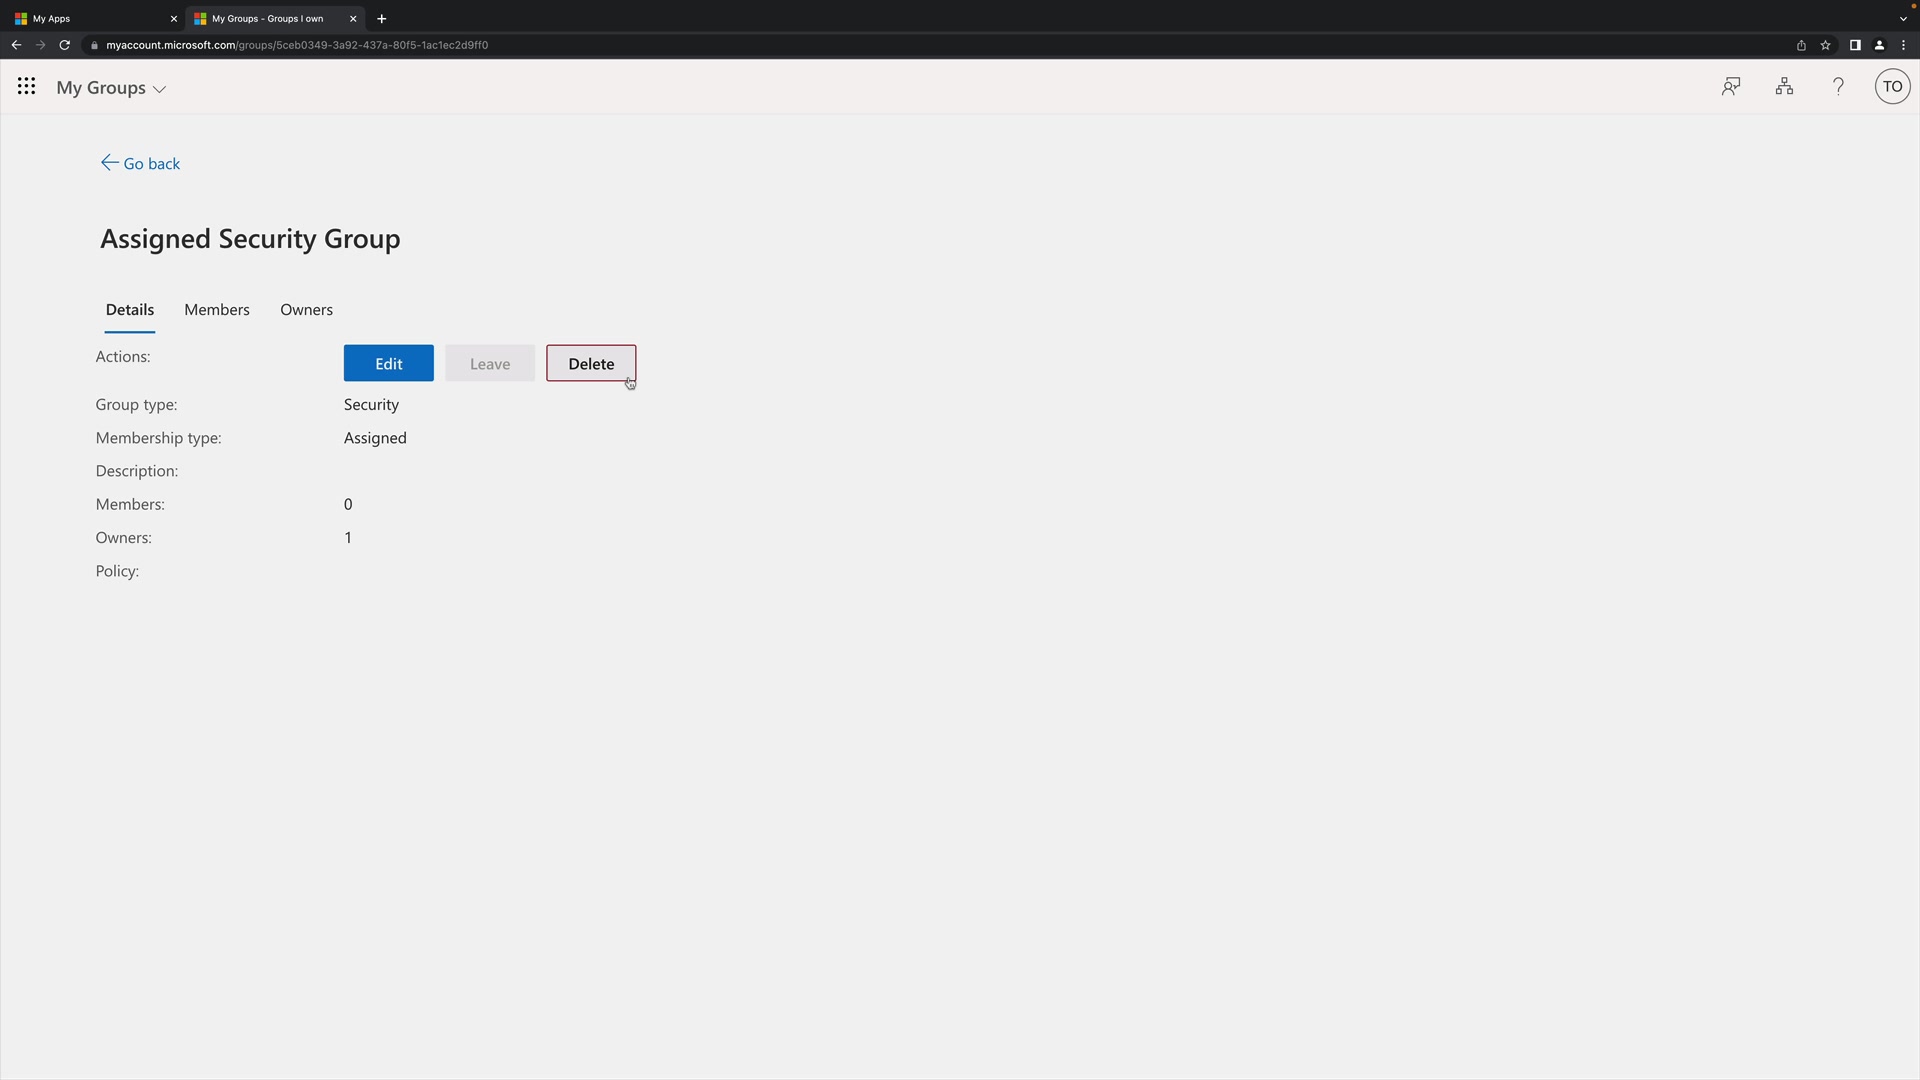 My Apps
My Groups - Groups I own
myaccount.microsoft.com/groups/5ceb0349-3a92-437a-80f5-1ac1ec2d9ff0
My Groups
?
TO
Go back
Assigned Security Group
Details Members Owners
Actions: Edit Leave Delete
Group type: Security
Membership type: Assigned
Description:
Members: 0
Owners: 1
Policy: